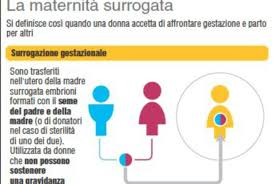 La maternità surrogata
Si definisce così quando una donna accetta di affrontare gestazione e parto
per altri
Surrogazione gestazionale
Sono trasferiti
nell'utero della madre
surrogata embrioni
formati con il seme
del padre e della
madre (o di donatori
nel caso di sterilità
di uno dei due).
Utilizzata da donne
che non possono
sostenere
una gravidanza